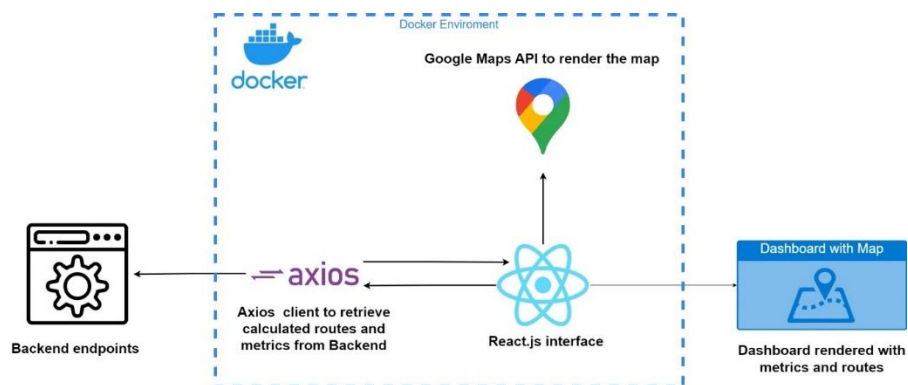 Docker Enviroment
docker
Google Maps API to render the map
Dashboard with Map
axios
Axios client to retrieve
calculated routes and
metrics from Backend
Backend endpoints
React.js interface
Dashboard rendered with
metrics and routes